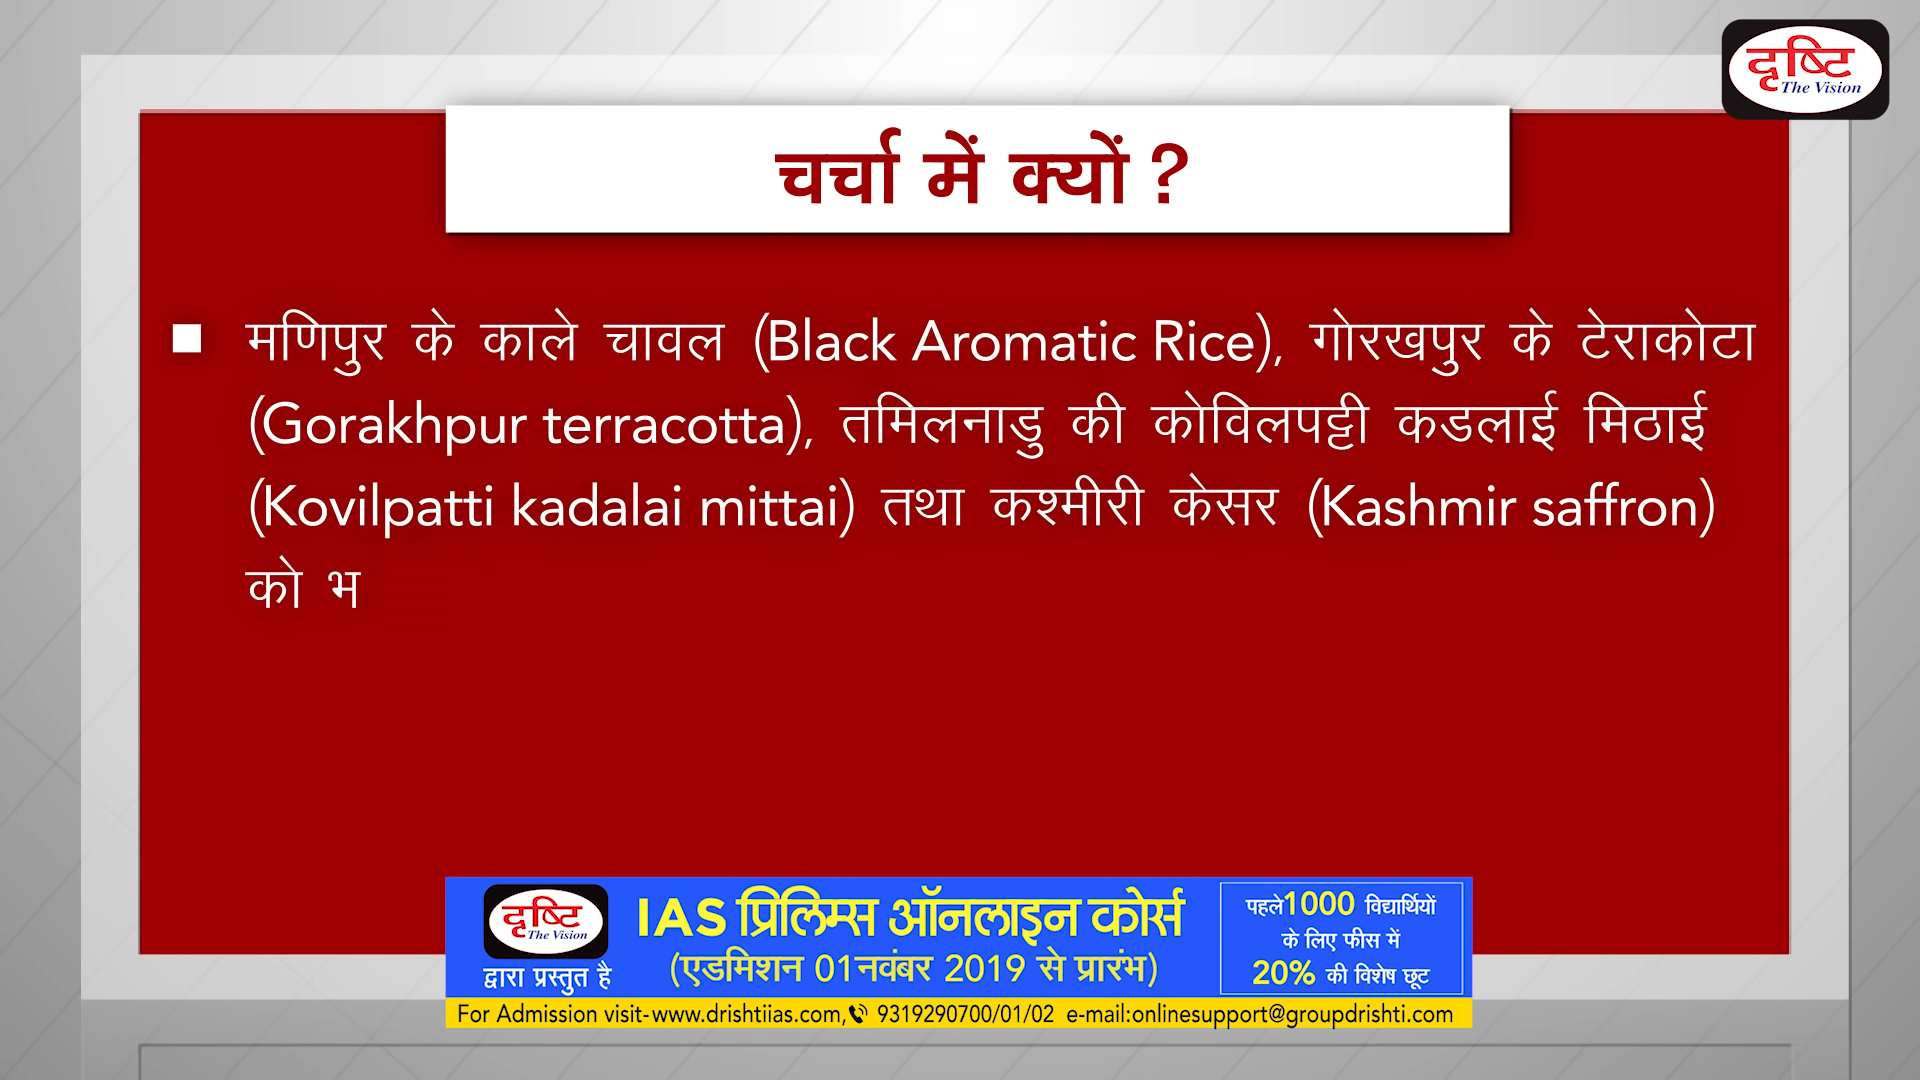 दृष्टि
The Vision
चर्चा में क्यों ?
मणिपुर के काले चावल (Black Aromatic Rice), गोरखपुर के टेराकोटा
(Gorakhpur terracotta), तमिलनाडु की कोविलपट्टी कडलाई मिठाई
(Kovilpatti kadalai mittai) तथा कश्मीरी केसर (Kashmir saffron)
को भ
दृष्टि
The Vision
द्वारा प्रस्तुत है
IAS प्रिलिम्स ऑनलाइन कोर्स
(एडमिशन 01नवंबर 2019 से प्रारंभ)
पहले1000 विद्यार्थियों
के लिए फीस में
20% की विशेष छूट
For Admission visit-www.drishtiias.com, 9319290700/01/02 e-mail:onlinesupport@groupdrishti.com